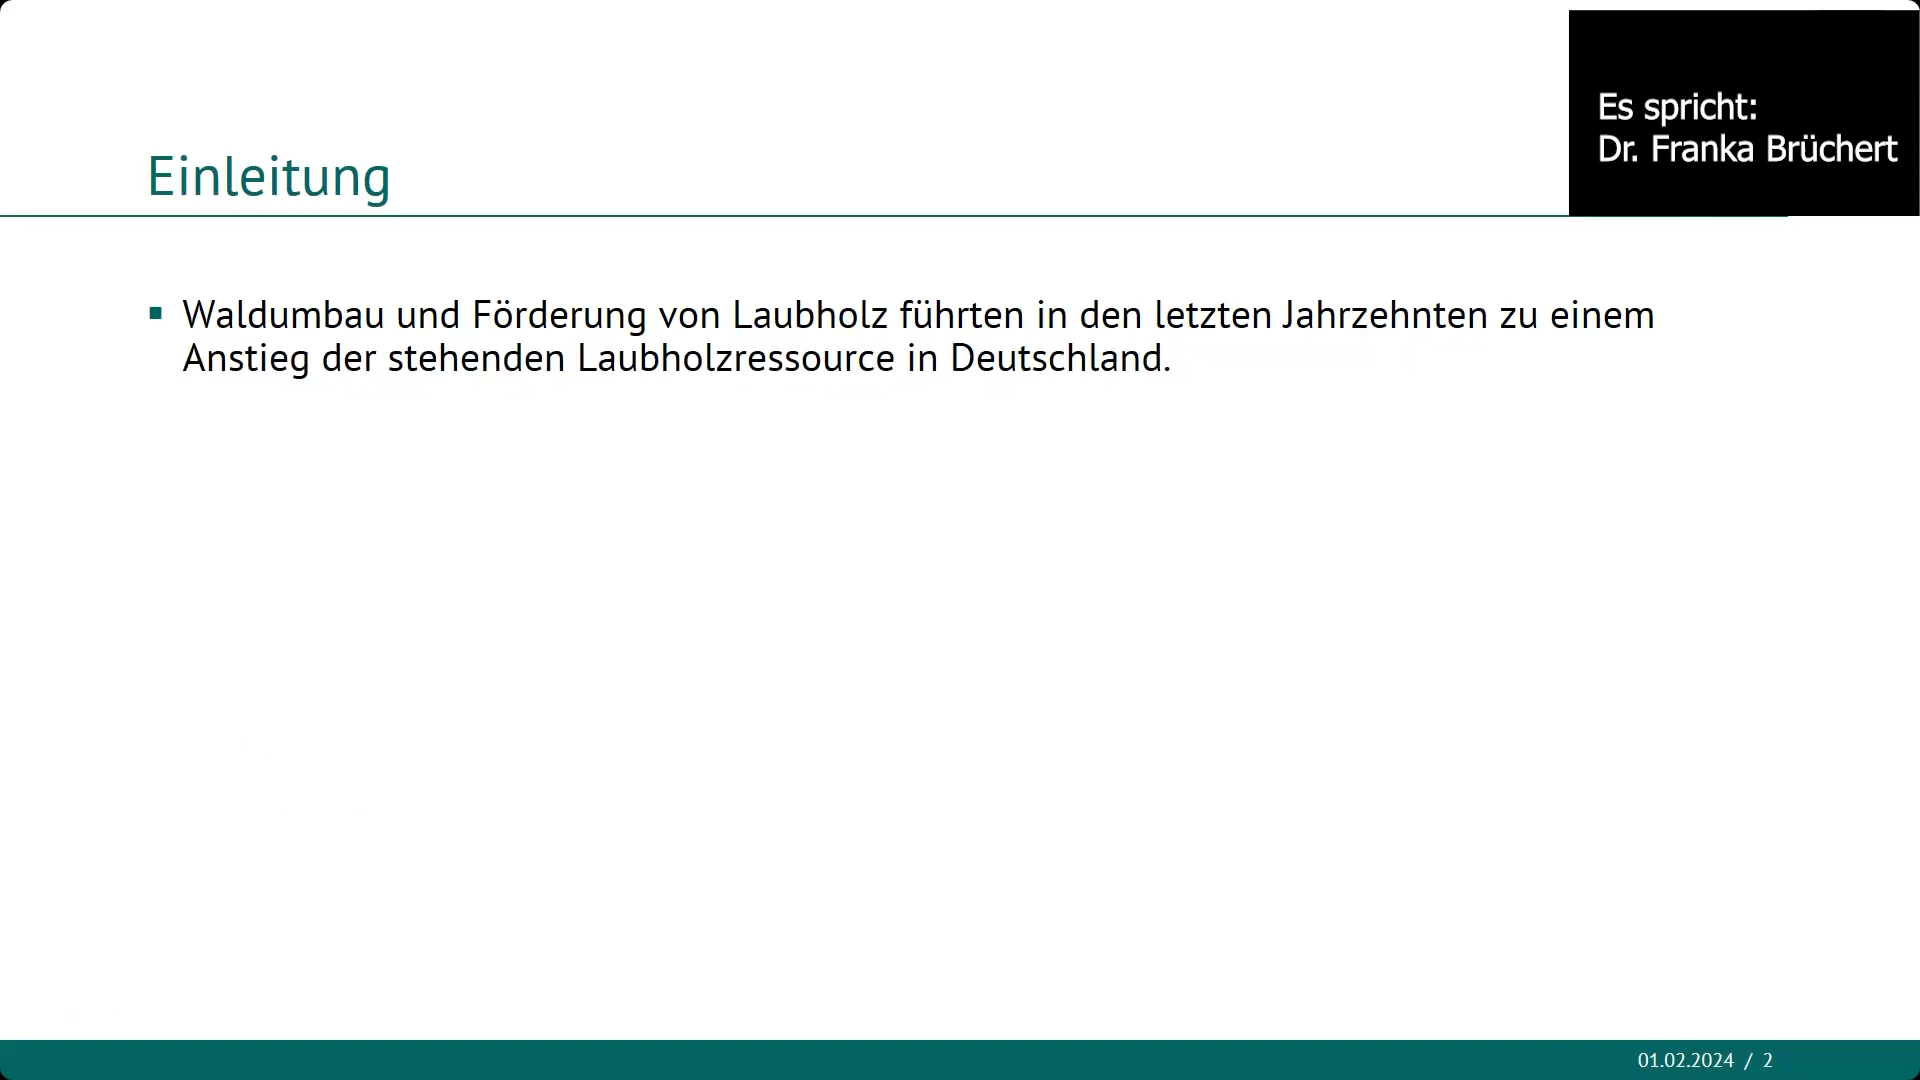 Es spricht:
Dr. Franka Brüchert
Einleitung
▪ Waldumbau und Förderung von Laubholz führten in den letzten Jahrzehnten zu einem
Anstieg der stehenden Laubholzressource in Deutschland.
01.02.2024 / 2